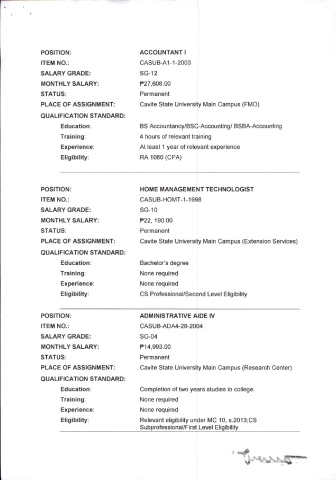 POSITION: ACCOUNTANT I
ITEM NO.: CASUB-A1-1-2003
SALARY GRADE: SG-12
MONTHLY SALARY: ₱27,608.00
STATUS: Permanent
PLACE OF ASSIGNMENT: Cavite State University Main Campus (FMO)
QUALIFICATION STANDARD:
Education: BS Accountancy/BSC-Accounting/ BSBA-Accounting
Training: 4 hours of relevant training
Experience: At least 1 year of relevant experience
Eligibility: RA 1080 (CPA)
POSITION: HOME MANAGEMENT TECHNOLOGIST
ITEM NO.: CASUB-HOMT-1-1998
SALARY GRADE: SG-10
MONTHLY SALARY: ₱22, 190.00
STATUS: Permanent
PLACE OF ASSIGNMENT: Cavite State University Main Campus (Extension Services)
QUALIFICATION STANDARD:
Education: Bachelor's degree
Training: None required
Experience: None required
Eligibility: CS Professional/Second Level Eligibility
POSITION: ADMINISTRATIVE AIDE IV
ITEM NO.: CASUB-ADA4-28-2004
SALARY GRADE: SG-04
MONTHLY SALARY: ₱14,993.00
STATUS: Permanent
PLACE OF ASSIGNMENT: Cavite State University Main Campus (Research Center)
QUALIFICATION STANDARD:
Education: Completion of two years studies in college
Training: None required
Experience: None required
Eligibility: Relevant eligibility under MC 10, s.2013;CS
Subprofessional/First Level Eligibility